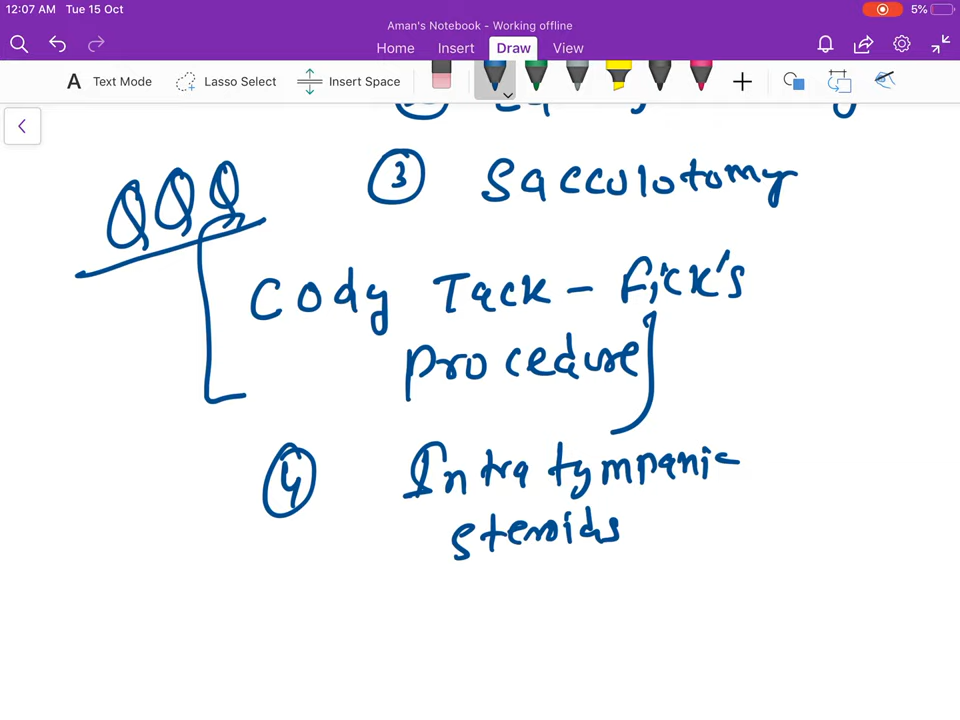 12:07 AM Tue 15 Oct 5%
Aman's Notebook - Working offline
Home Insert Draw View
Text Mode Lasso Select Insert Space
③ Sacculotomy
QQQ
Cody Tack - Fick's
procedure
④ Intratympanic
steroids